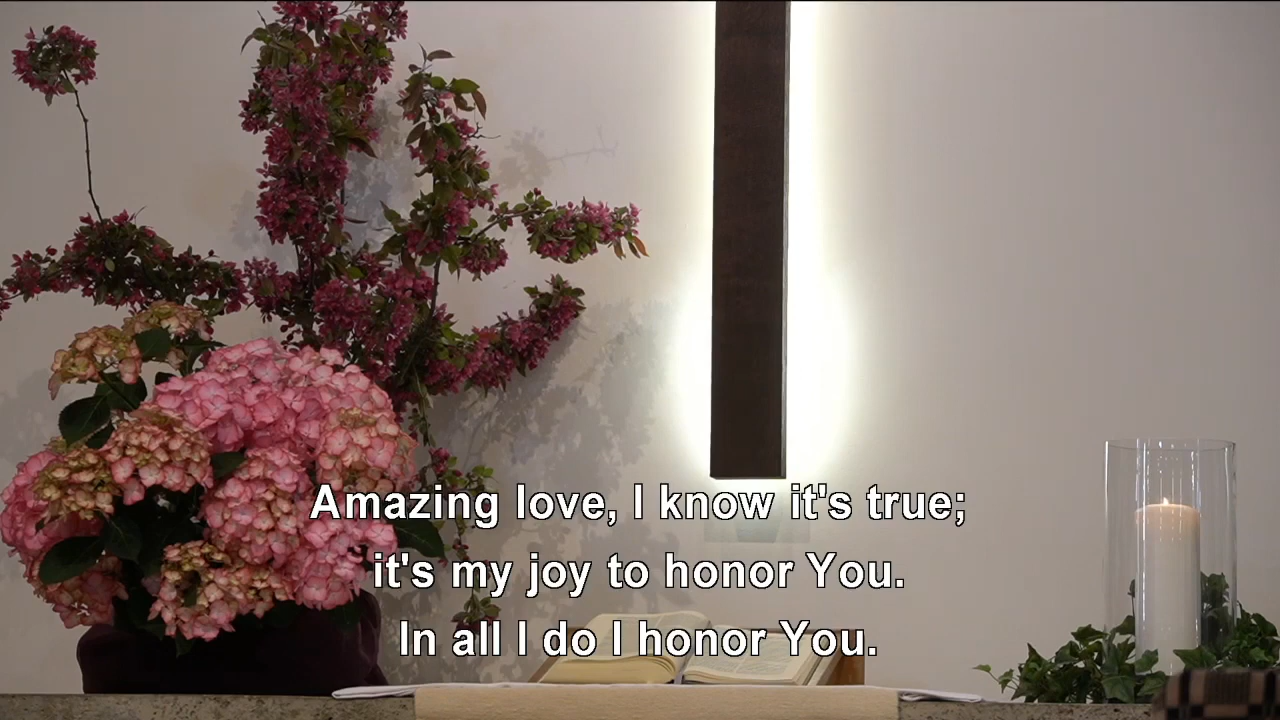 Amazing love, I know it's true;
it's my joy to honor You.
In all I do I honor You.